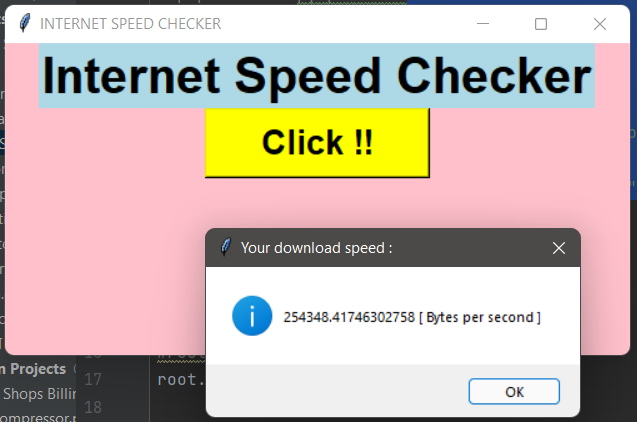 INTERNET SPEED CHECKER
Internet Speed Checker
Click !!
Your download speed :
254348.41746302758 [ Bytes per second ]
OK
n Projects
Shops Billin
ompressor.p
17
root.
18